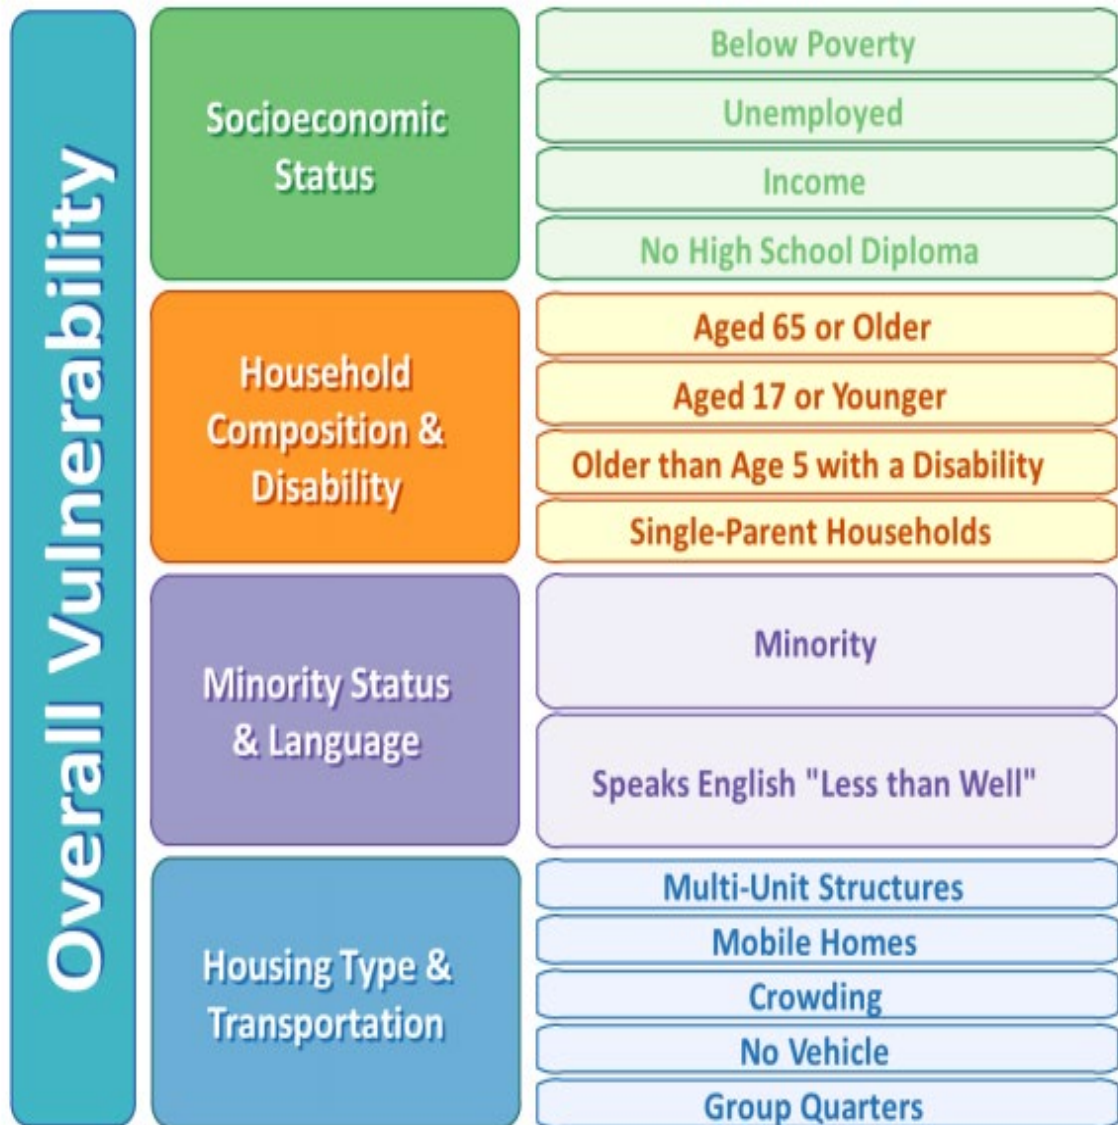 Overall Vulnerability
Socioeconomic
Status
Below Poverty
Unemployed
Income
No High School Diploma
Household
Composition &
Disability
Aged 65 or Older
Aged 17 or Younger
Older than Age 5 with a Disability
Single-Parent Households
Minority Status
& Language
Minority
Speaks English "Less than Well"
Housing Type &
Transportation
Multi-Unit Structures
Mobile Homes
Crowding
No Vehicle
Group Quarters